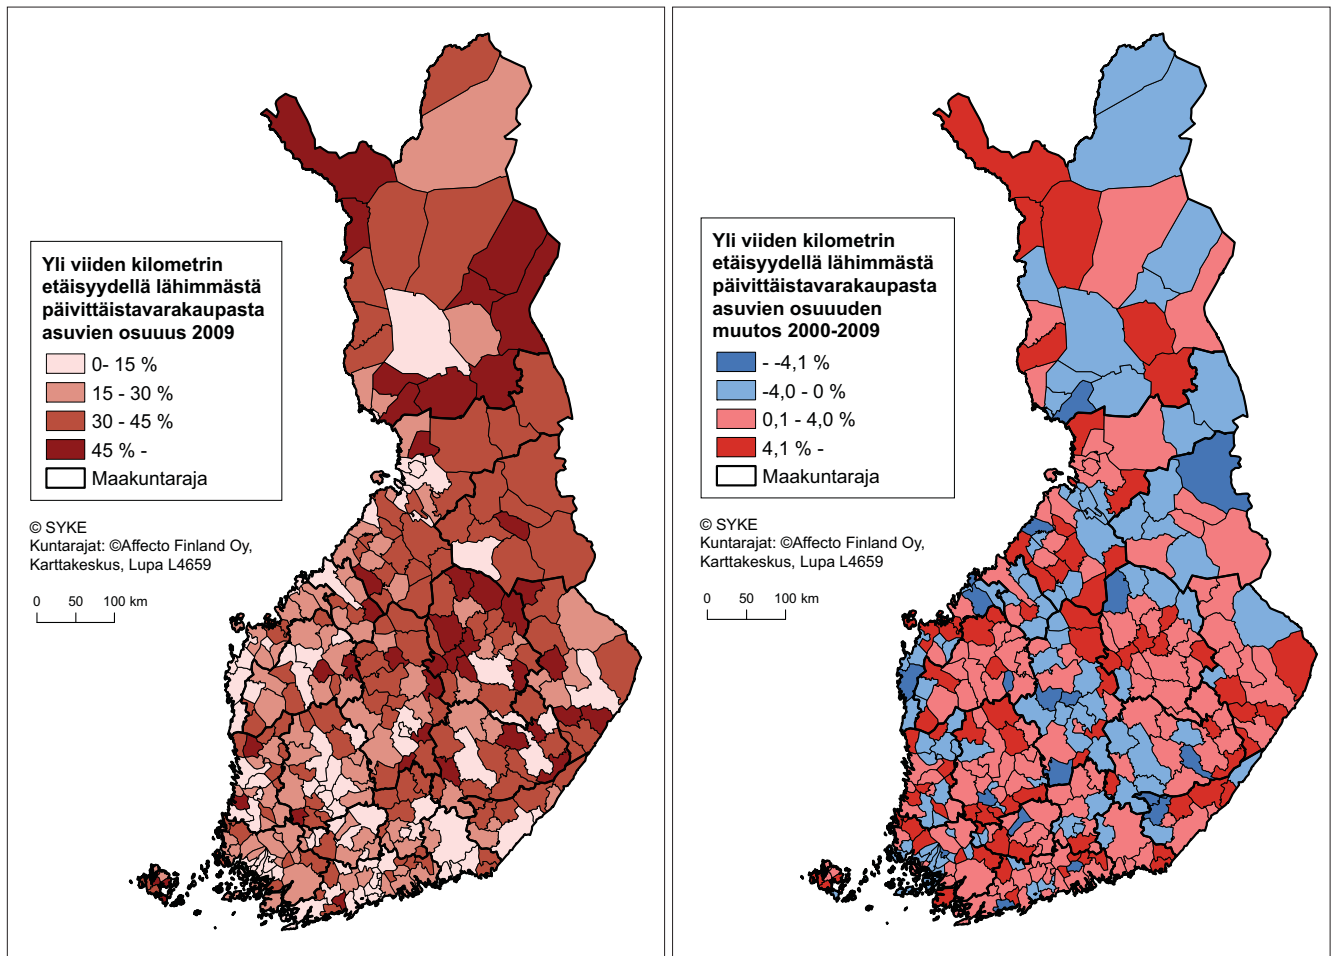 Yli viiden kilometrin
etäisyydellä lähimmästä
päivittäistavarakaupasta
asuvien osuuus 2009
0- 15 %
15 - 30 %
30 - 45 %
45 % -
Maakuntaraja
© SYKE
Kuntarajat: ©Affecto Finland Oy,
Karttakeskus, Lupa L4659
0 50 100 km
Yli viiden kilometrin
etäisyydellä lähimmästä
päivittäistavarakaupasta
asuvien osuuuden
muutos 2000-2009
- -4,1 %
-4,0 - 0 %
0,1 - 4,0%
4,1 % -
Maakuntaraja
© SYKE
Kuntarajat: ©Affecto Finland Oy,
Karttakeskus, Lupa L4659
0 50 100 km